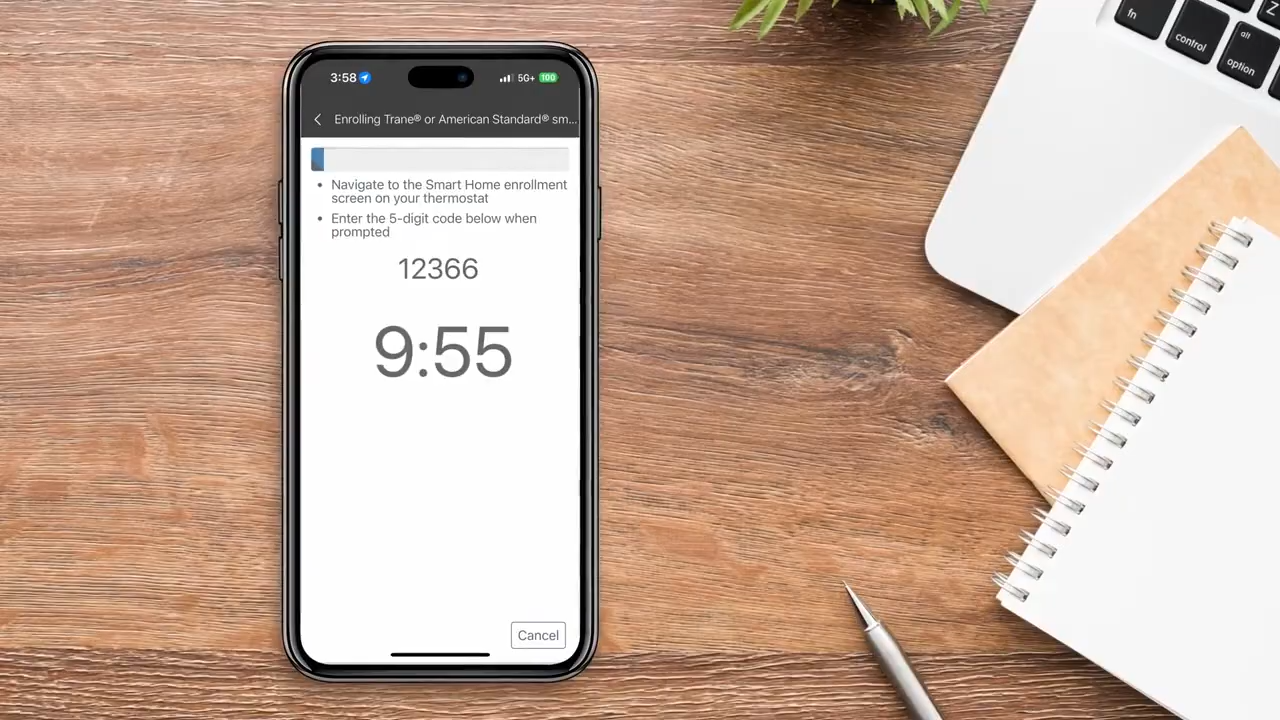 3:58
5G+ 100
Enrolling Trane® or American Standard® sm...
Navigate to the Smart Home enrollment
screen on your thermostat
Enter the 5-digit code below when
prompted
12366
9:55
Cancel
fn
control
alt
option
Z